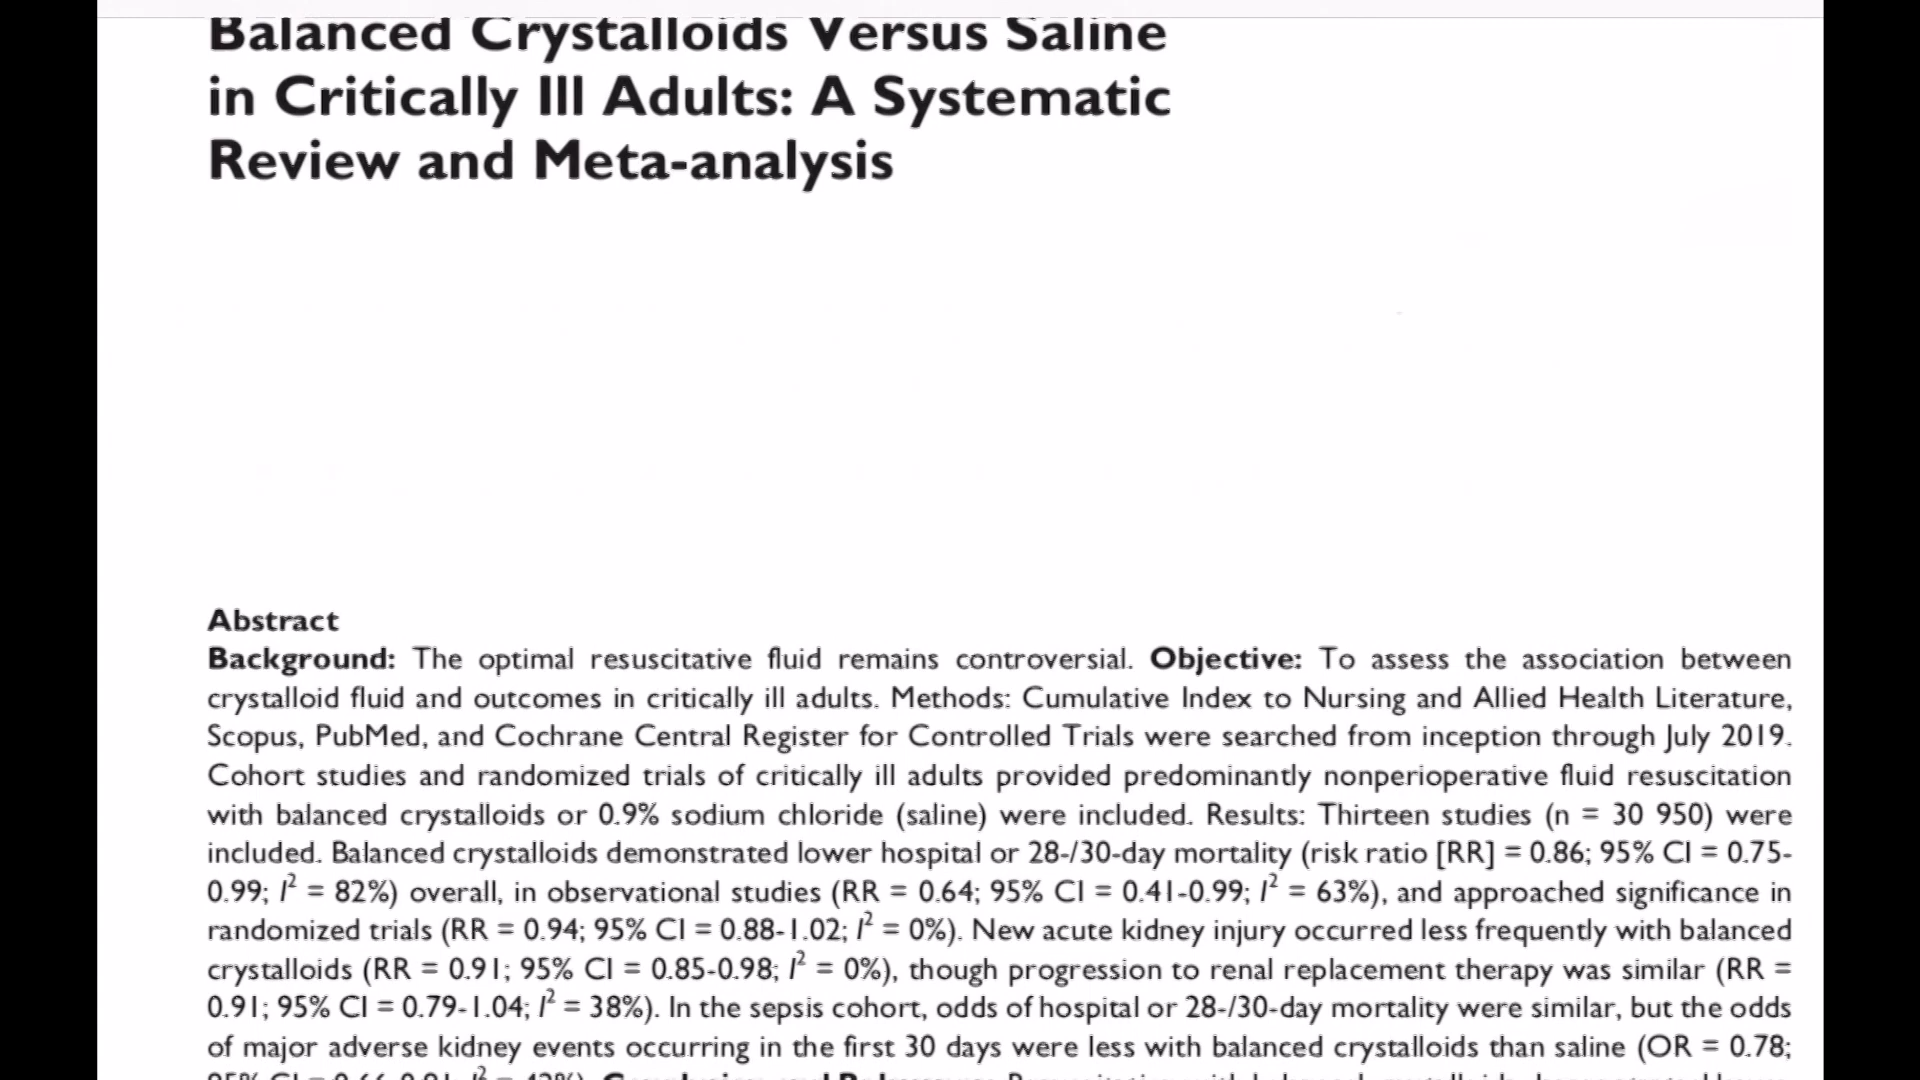 Balanced Crystalloids Versus Saline
in Critically Ill Adults: A Systematic
Review and Meta-analysis
Abstract
Background: The optimal resuscitative fluid remains controversial. Objective: To assess the association between
crystalloid fluid and outcomes in critically ill adults. Methods: Cumulative Index to Nursing and Allied Health Literature,
Scopus, PubMed, and Cochrane Central Register for Controlled Trials were searched from inception through July 2019.
Cohort studies and randomized trials of critically ill adults provided predominantly nonperioperative fluid resuscitation
with balanced crystalloids or 0.9% sodium chloride (saline) were included. Results: Thirteen studies (n = 30 950) were
included. Balanced crystalloids demonstrated lower hospital or 28-/30-day mortality (risk ratio [RR] = 0.86; 95% CI = 0.75-
0.99; I² = 82%) overall, in observational studies (RR = 0.64; 95% CI = 0.41-0.99; I² = 63%), and approached significance in
randomized trials (RR = 0.94; 95% CI = 0.88-1.02; I² = 0%). New acute kidney injury occurred less frequently with balanced
crystalloids (RR = 0.91; 95% CI = 0.85-0.98; I² = 0%), though progression to renal replacement therapy was similar (RR =
0.91; 95% CI = 0.79-1.04; I² = 38%). In the sepsis cohort, odds of hospital or 28-/30-day mortality were similar, but the odds
of major adverse kidney events occurring in the first 30 days were less with balanced crystalloids than saline (OR = 0.78;